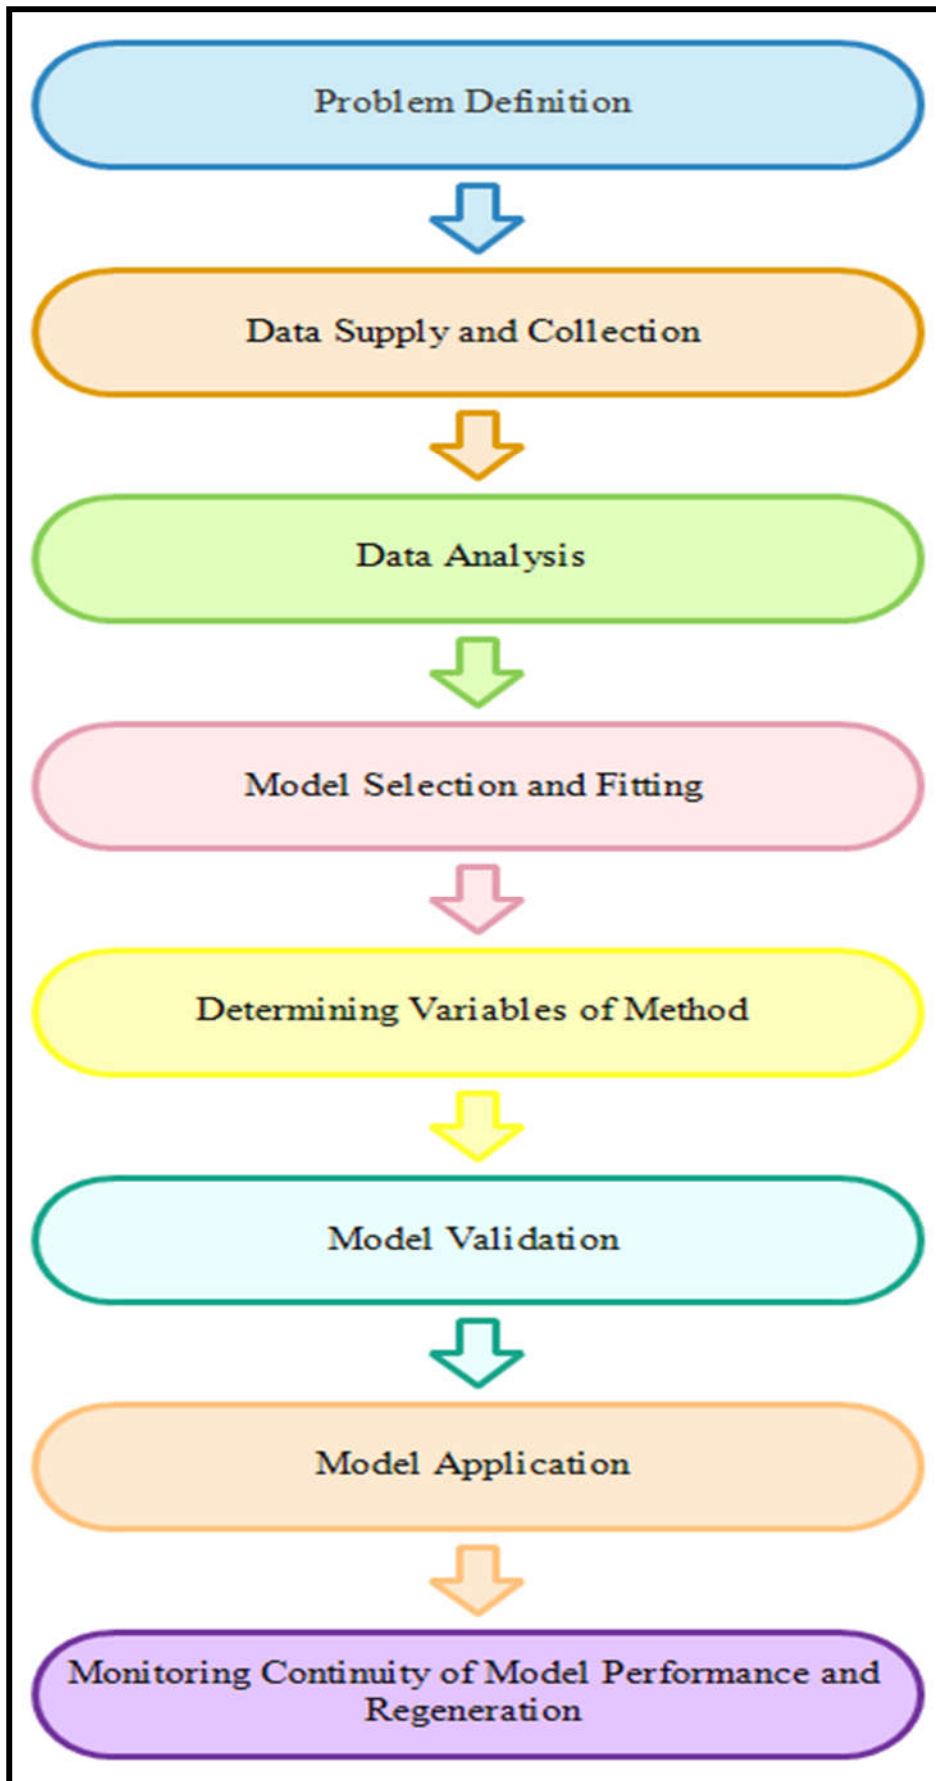 Problem Definition
Data Supply and Collection
Data Analysis
Model Selection and Fitting
Determining Variables of Method
Model Validation
Model Application
Monitoring Continuity of Model Performance and
Regeneration